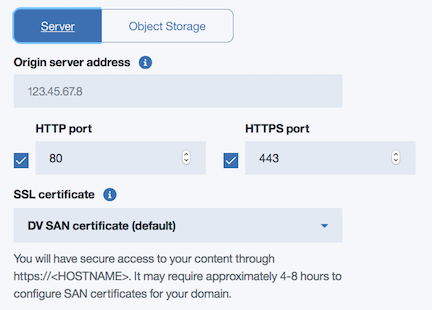 Server Object Storage
Origin server address
123.45.67.8
HTTP port HTTPS port
80 443
SSL certificate
DV SAN certificate (default)
You will have secure access to your content through
https://<HOSTNAME>. It may require approximately 4-8 hours to
configure SAN certificates for your domain.